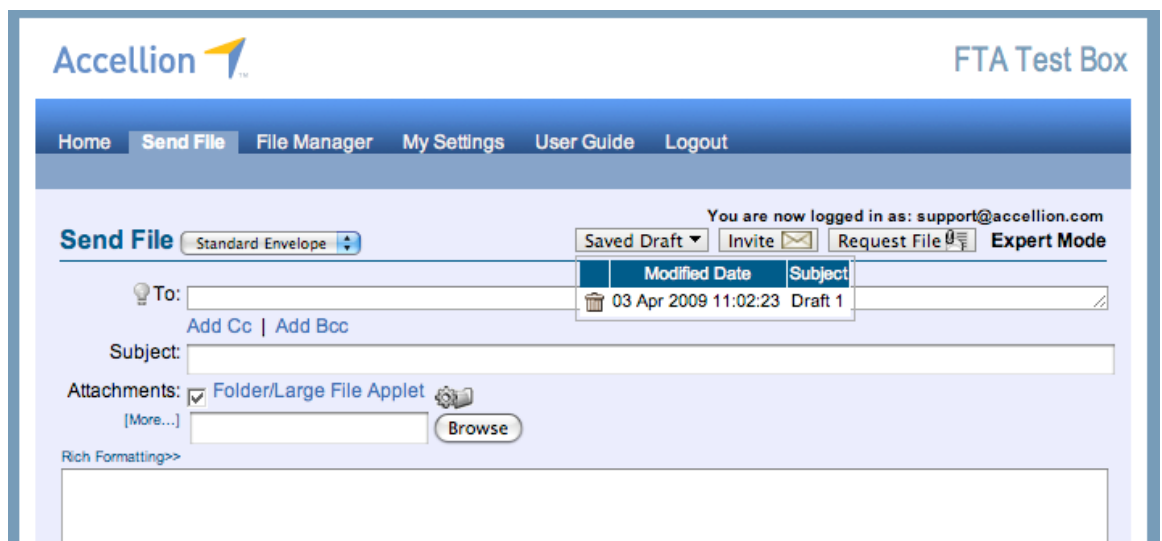 Accellion
TM
FTA Test Box
Home Send File File Manager My Settings User Guide Logout
You are now logged in as: support@accellion.com
Send File Standard Envelope Saved Draft Invite Request File Expert Mode
Modified Date Subject
To: 03 Apr 2009 11:02:23 Draft 1
Add Cc | Add Bcc
Subject:
Attachments: Folder/Large File Applet
[More...] Browse
Rich Formatting>>